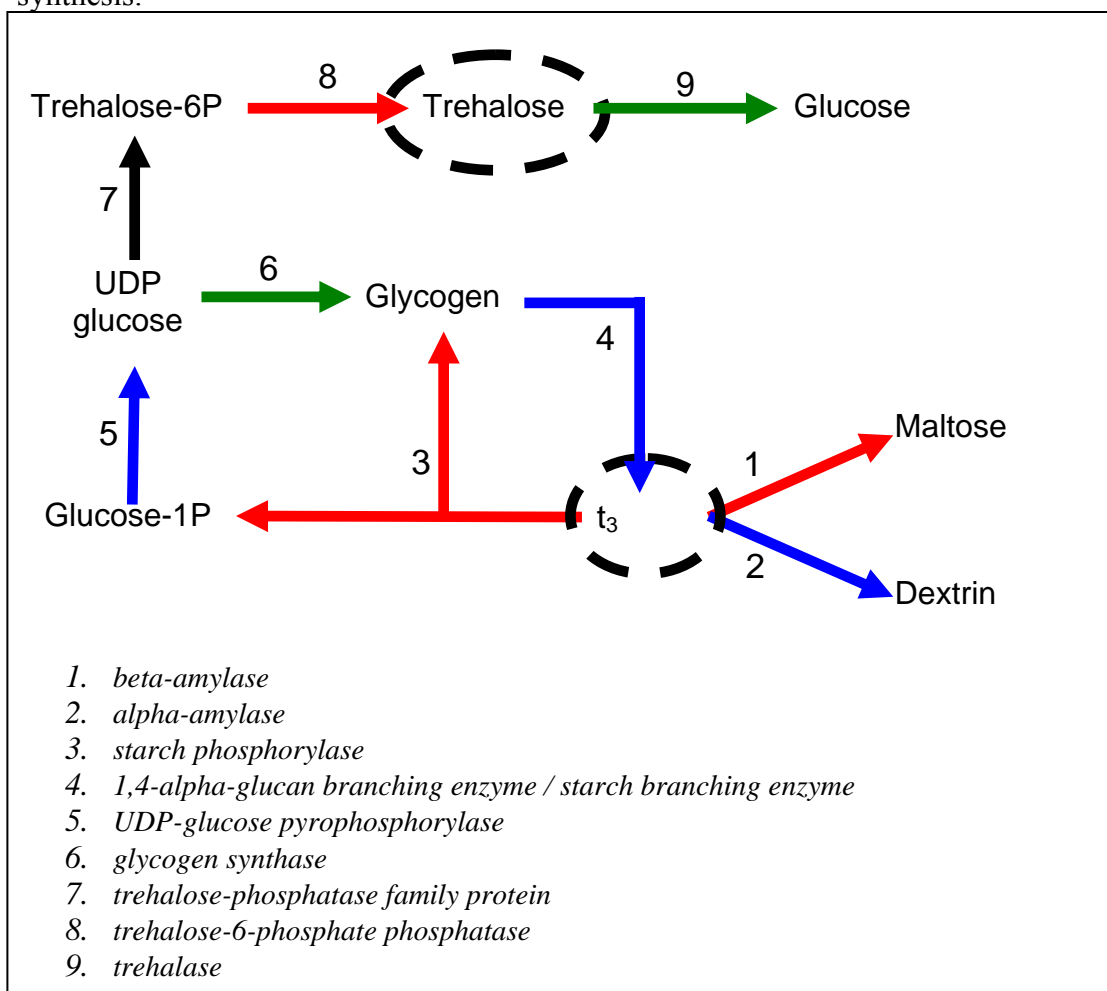 synthesis.
8
9
Trehalose-6P
Trehalose
Glucose
7
6
UDP
glucose
Glycogen
4
5
3
1
Maltose
Glucose-1P
t₃
2
Dextrin
1. beta-amylase
2. alpha-amylase
3. starch phosphorylase
4. 1,4-alpha-glucan branching enzyme / starch branching enzyme
5. UDP-glucose pyrophosphorylase
6. glycogen synthase
7. trehalose-phosphatase family protein
8. trehalose-6-phosphate phosphatase
9. trehalase